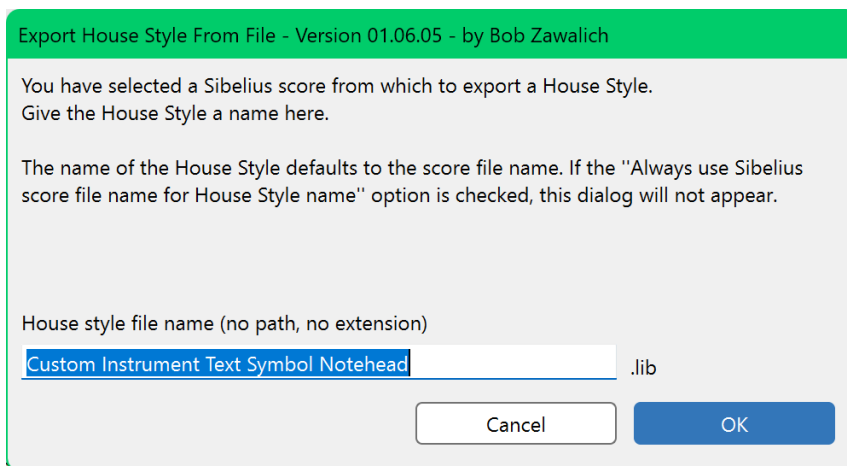 Export House Style From File - Version 01.06.05 - by Bob Zawalich
You have selected a Sibelius score from which to export a House Style.
Give the House Style a name here.
The name of the House Style defaults to the score file name. If the ''Always use Sibelius
score file name for House Style name'' option is checked, this dialog will not appear.
House style file name (no path, no extension)
Custom Instrument Text Symbol Notehead .lib
Cancel OK